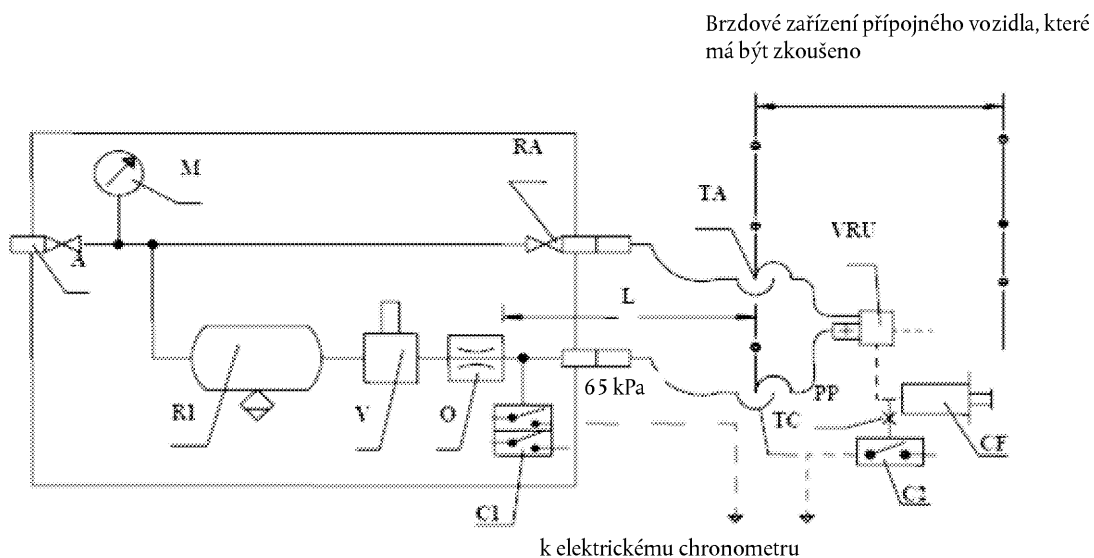 Brzdové zařízení přípojného vozidla, které
má být zkoušeno
M
RA
TA
A
VRU
L
65 kPa
PP
R1
V
O
TC
CF
C1
C2
k elektrickému chronometru